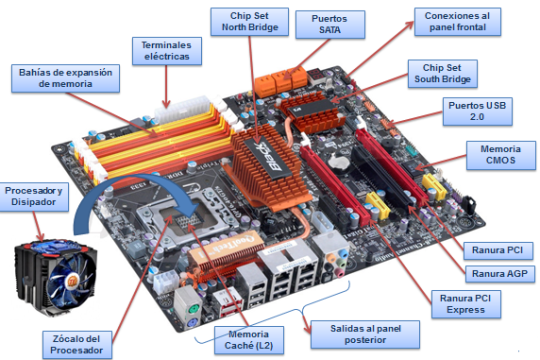 Chip Set
North Bridge
Puertos
SATA
Conexiones al
panel frontal
Terminales
eléctricas
Bahías de expansión
de memoria
Chip Set
South Bridge
Puertos USB
2.0
Memoria
CMOS
Procesador y
Disipador
Ranura PCI
Ranura AGP
Ranura PCI
Express
Zócalo del
Procesador
Memoria
Caché (L2)
Salidas al panel
posterior